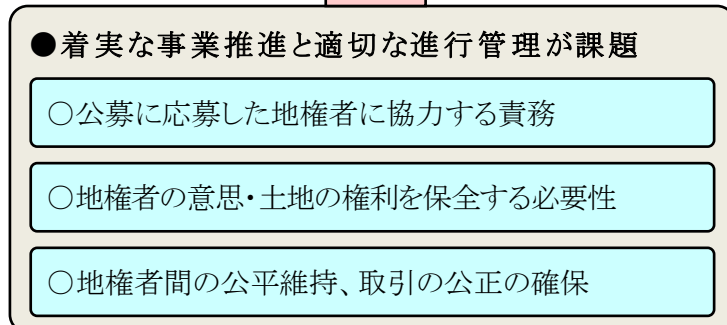 ●着実な事業推進と適切な進行管理が課題
○公募に応募した地権者に協力する責務
○地権者の意思・土地の権利を保全する必要性
○地権者間の公平維持、取引の公正の確保